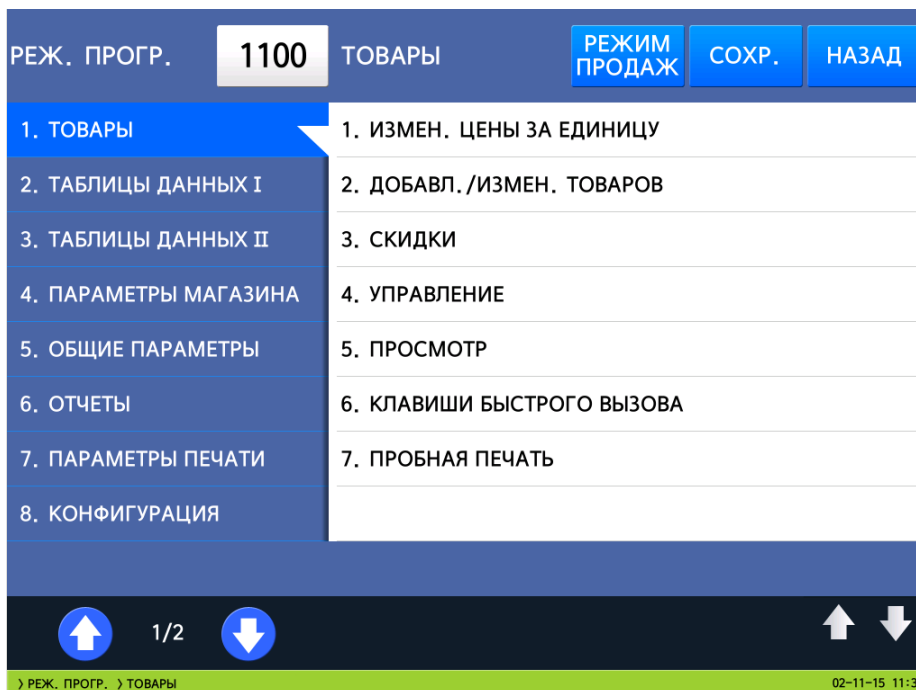 РЕЖ. ПРОГР. 1100 ТОВАРЫ РЕЖИМ ПРОДАЖ СОХР. НАЗАД
1. ТОВАРЫ
2. ТАБЛИЦЫ ДАННЫХ I
3. ТАБЛИЦЫ ДАННЫХ II
4. ПАРАМЕТРЫ МАГАЗИНА
5. ОБЩИЕ ПАРАМЕТРЫ
6. ОТЧЕТЫ
7. ПАРАМЕТРЫ ПЕЧАТИ
8. КОНФИГУРАЦИЯ
1. ИЗМЕН. ЦЕНЫ ЗА ЕДИНИЦУ
2. ДОБАВЛ./ИЗМЕН. ТОВАРОВ
3. СКИДКИ
4. УПРАВЛЕНИЕ
5. ПРОСМОТР
6. КЛАВИШИ БЫСТРОГО ВЫЗОВА
7. ПРОБНАЯ ПЕЧАТЬ
1/2
> РЕЖ. ПРОГР. > ТОВАРЫ 02-11-15